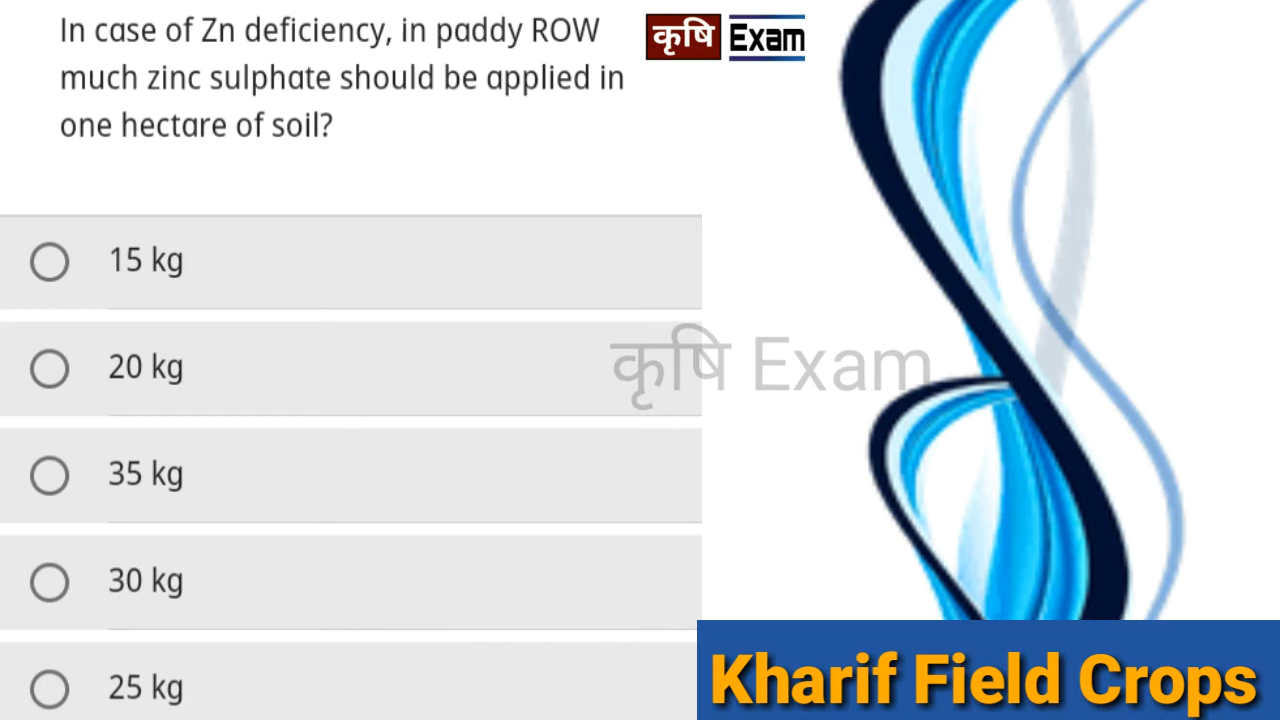 In case of Zn deficiency, in paddy ROW
much zinc sulphate should be applied in
one hectare of soil?
कृषि Exam
15 kg
20 kg
कृषि Exam
35 kg
30 kg
25 kg
Kharif Field Crops